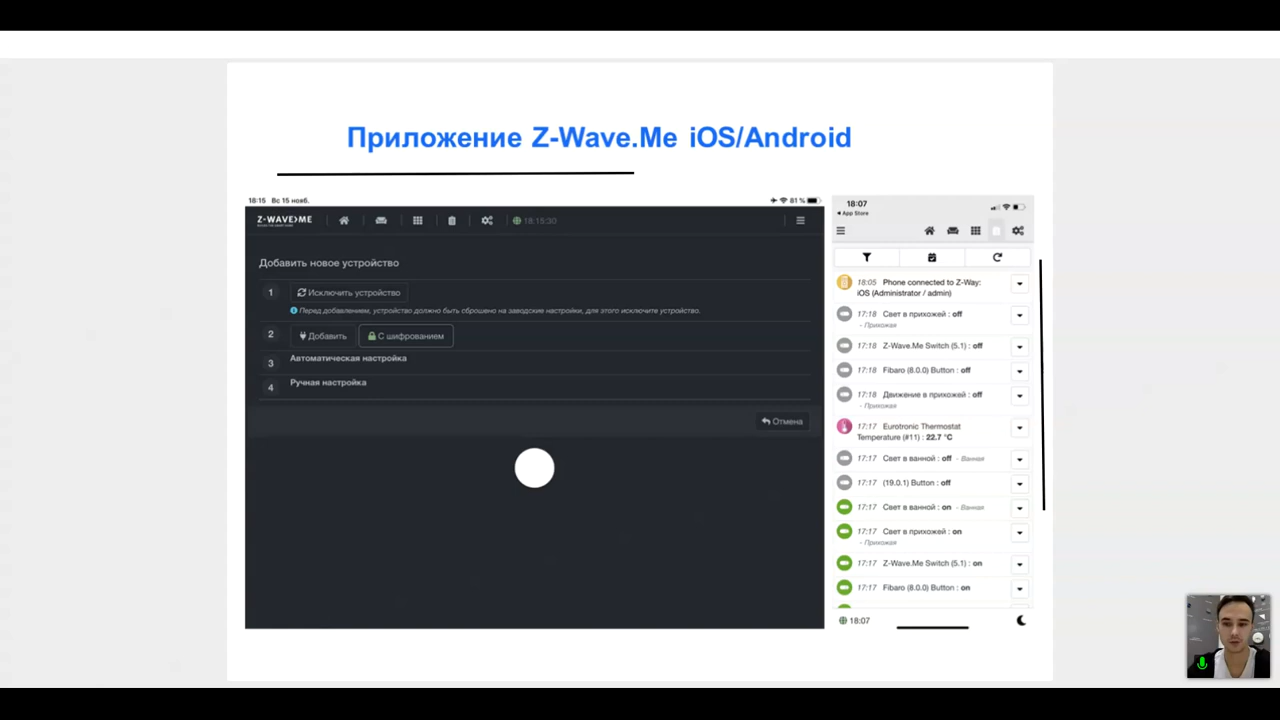 Приложение Z-Wave.Me iOS/Android
18:15 Вс 15 нояб.
81 %
Z-WAVE>ME
18:15:30
Добавить новое устройство
1 Исключить устройство
Перед добавлением, устройство должно быть сброшено на заводские настройки, для этого исключите устройство.
2 Добавить С шифрованием
3 Автоматическая настройка
4 Ручная настройка
Отмена
18:07
App Store
18:05 Phone connected to Z-Way:
iOS (Administrator / admin)
17:18 Свет в прихожей : off
- Прихожая
17:18 Z-Wave.Me Switch (5.1) : off
17:18 Fibaro (8.0.0) Button : off
17:18 Движение в прихожей : off
- Прихожая
17:17 Eurotronic Thermostat
Temperature (#11) : 22.7 °C
17:17 Свет в ванной : off - Ванная
17:17 (19.0.1) Button : off
17:17 Свет в ванной : on - Ванная
17:17 Свет в прихожей : on
- Прихожая
17:17 Z-Wave.Me Switch (5.1) : on
17:17 Fibaro (8.0.0) Button : on
18:07